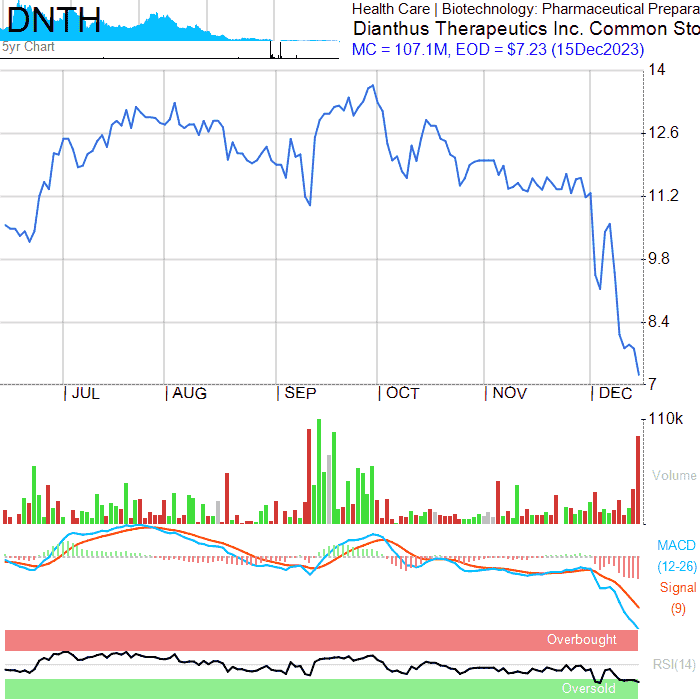 DNTH
5yr Chart
Health Care | Biotechnology: Pharmaceutical Prepara
Dianthus Therapeutics Inc. Common Sto
MC = 107.1M, EOD = $7.23 (15Dec2023)
14
12.6
11.2
9.8
8.4
7
JUL AUG SEP OCT NOV DEC
110k
Volume
MACD
(12-26)
Signal
(9)
Overbought
RSI(14)
Oversold